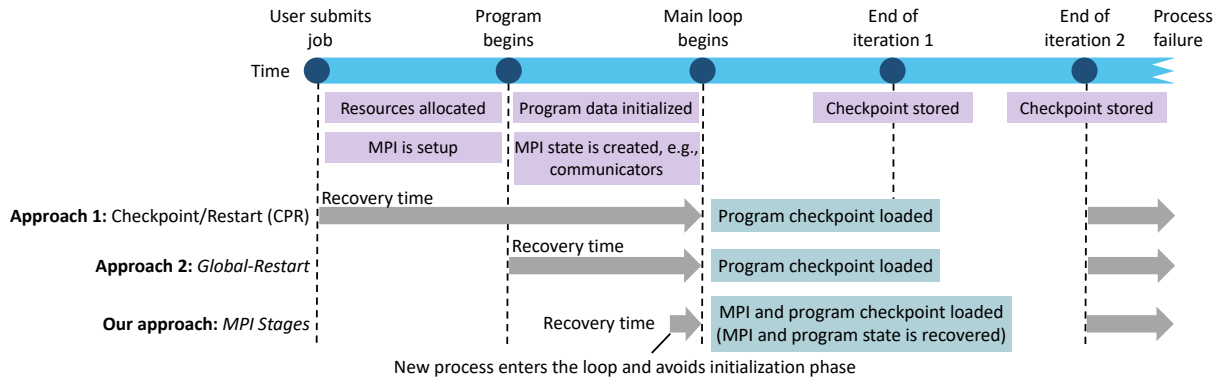 User submits
job
Program
begins
Main loop
begins
End of
iteration 1
End of
iteration 2
Process
failure
Time
Resources allocated
Program data initialized
Checkpoint stored
Checkpoint stored
MPI is setup
MPI state is created, e.g.,
communicators
Recovery time
Approach 1: Checkpoint/Restart (CPR)
Program checkpoint loaded
Recovery time
Approach 2: Global-Restart
Program checkpoint loaded
Our approach: MPI Stages
Recovery time
MPI and program checkpoint loaded
(MPI and program state is recovered)
New process enters the loop and avoids initialization phase